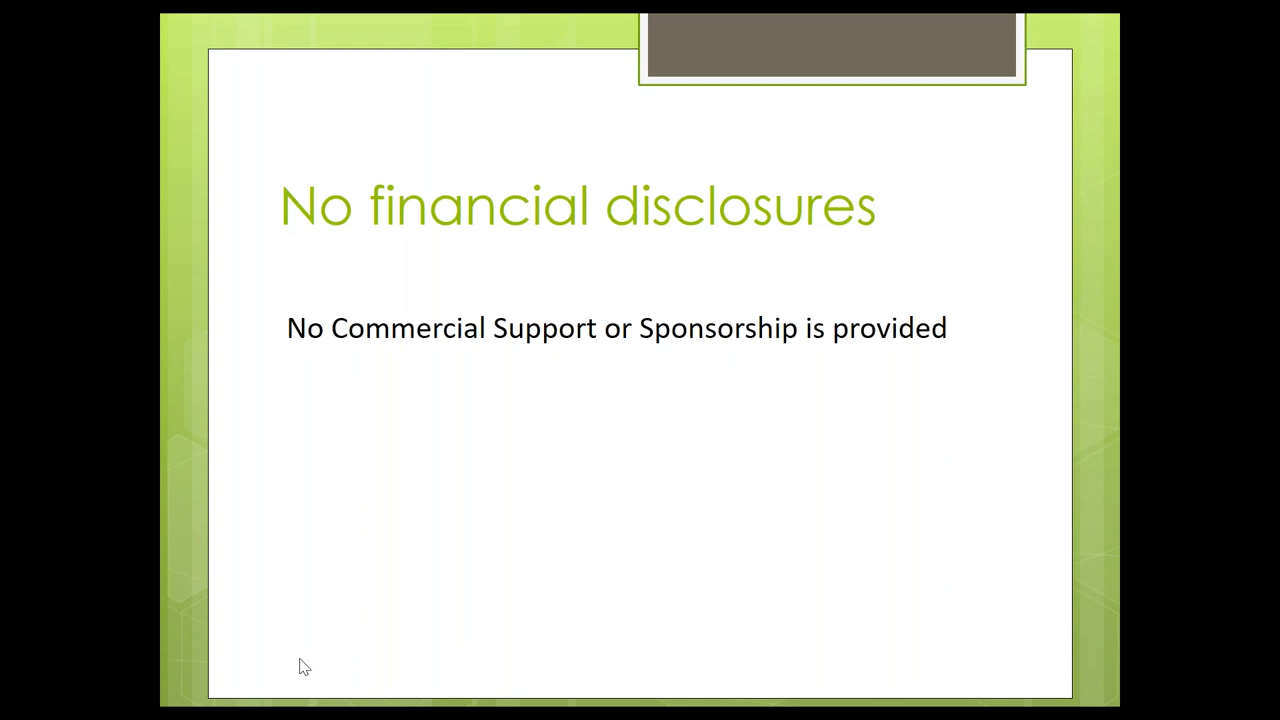 No financial disclosures
No Commercial Support or Sponsorship is provided